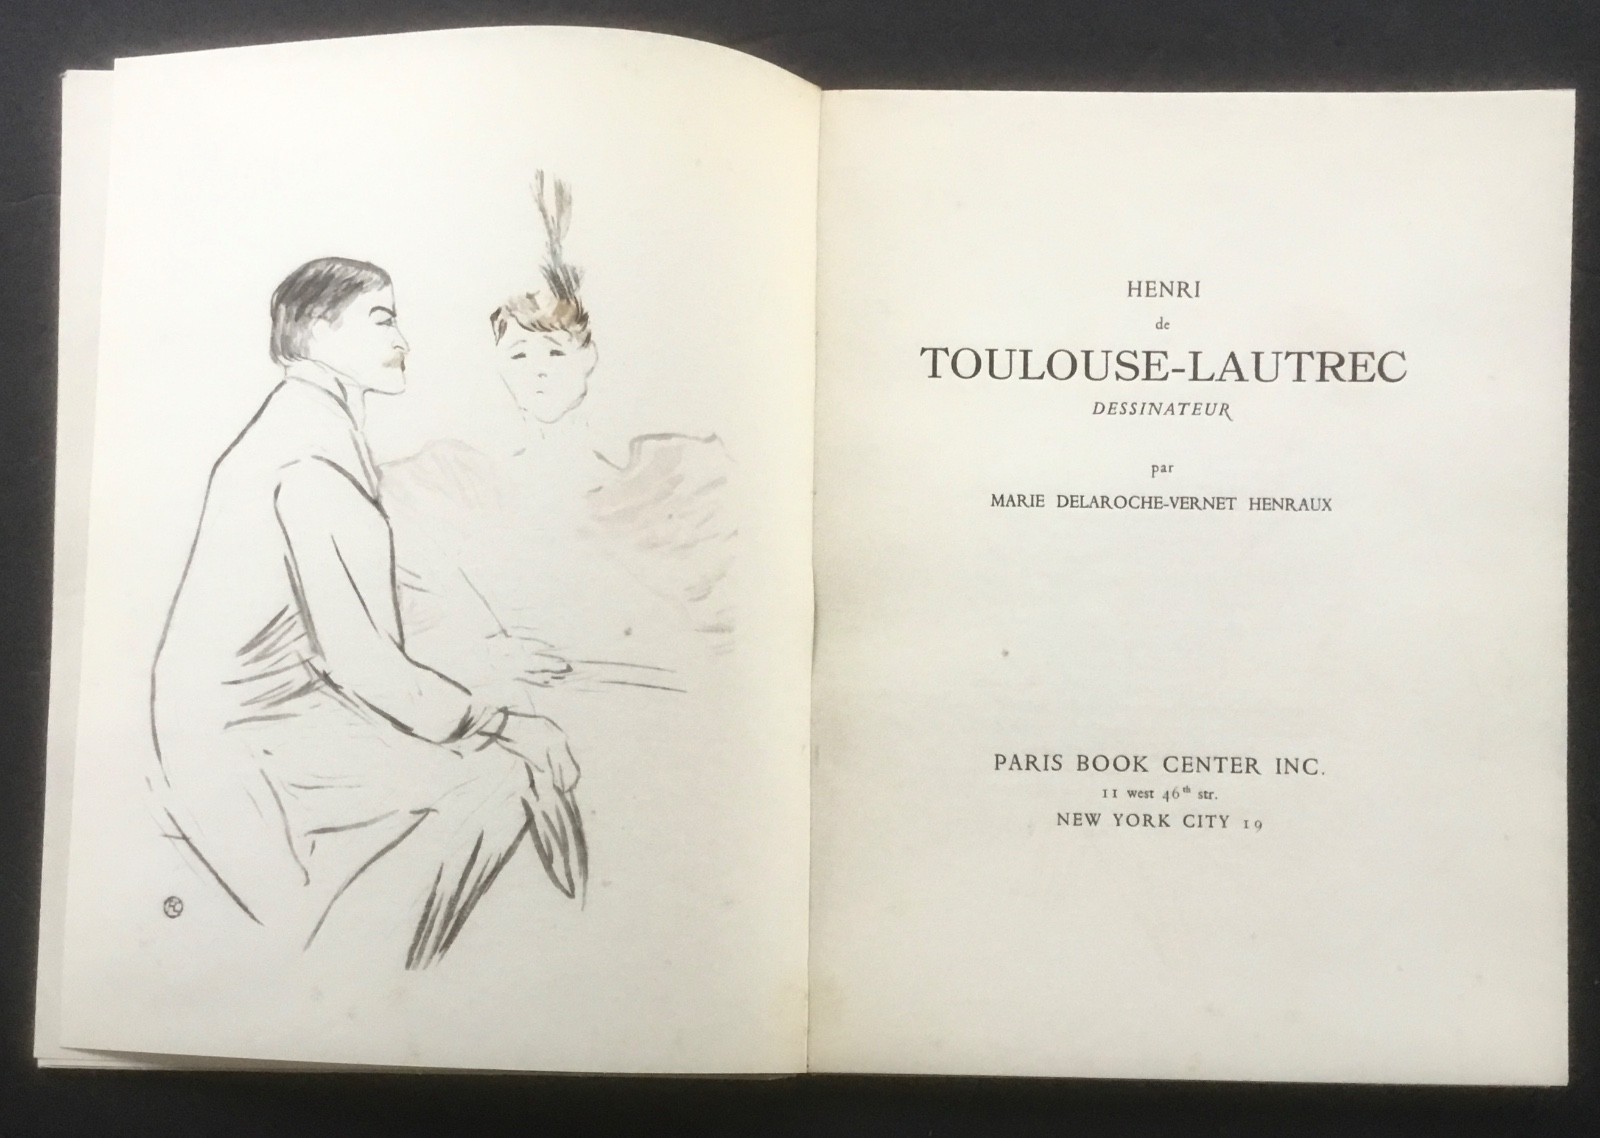 HENRI
de
TOULOUSE-LAUTREC
DESSINATEUR
par
MARIE DELAROCHE-VERNET HENRAUX
PARIS BOOK CENTER INC.
11 west 46th str.
NEW YORK CITY 19